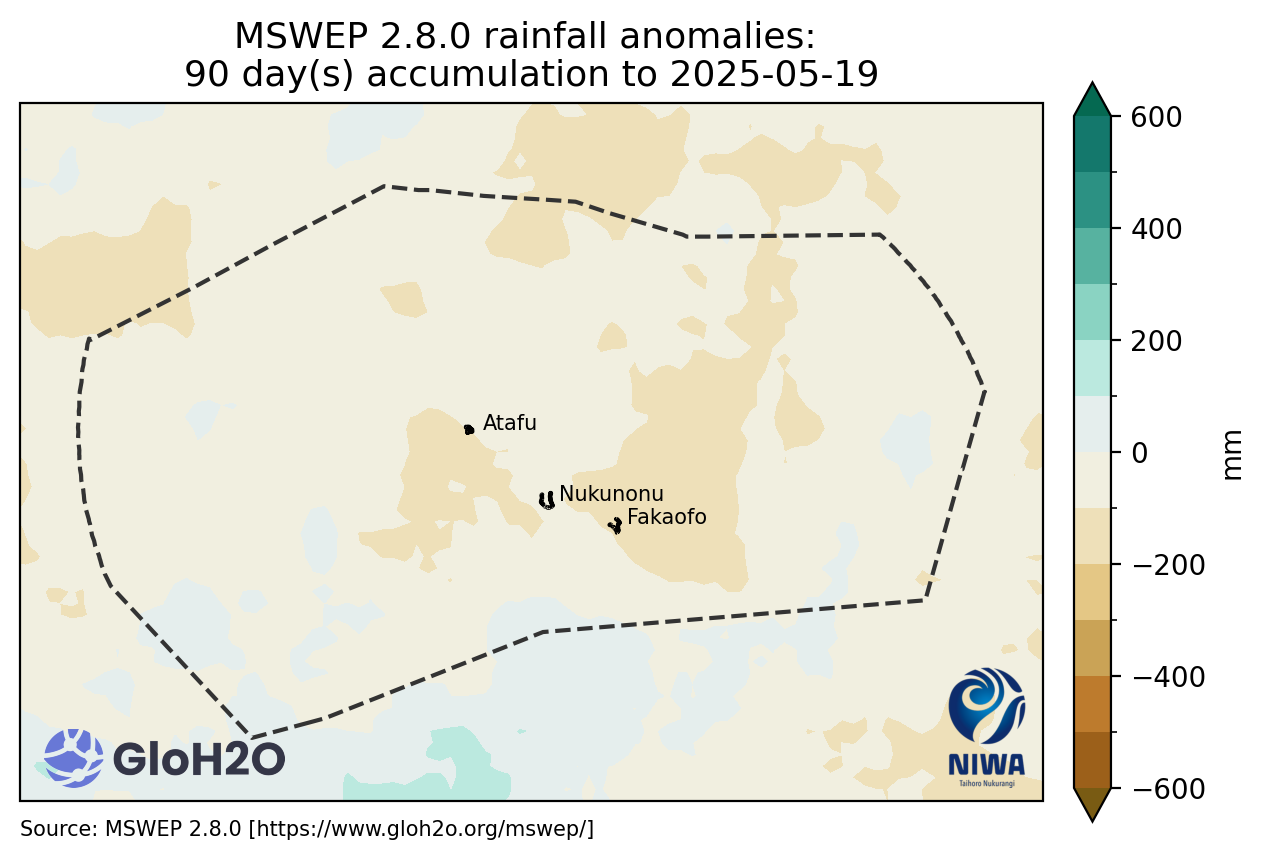 MSWEP 2.8.0 rainfall anomalies:
90 day(s) accumulation to 2025-05-19
600
400
200
0
−200
−400
−600
mm
Atafu
Nukunonu
Fakaofo
GloH2O
NIWA
Taihoro Nukurangi
Source: MSWEP 2.8.0 [https://www.gloh2o.org/mswep/]